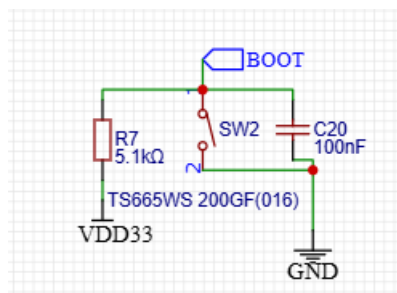 BOOT
1
R7
5.1kΩ
SW2
C20
100nF
2
TS665WS 200GF(016)
VDD33
GND